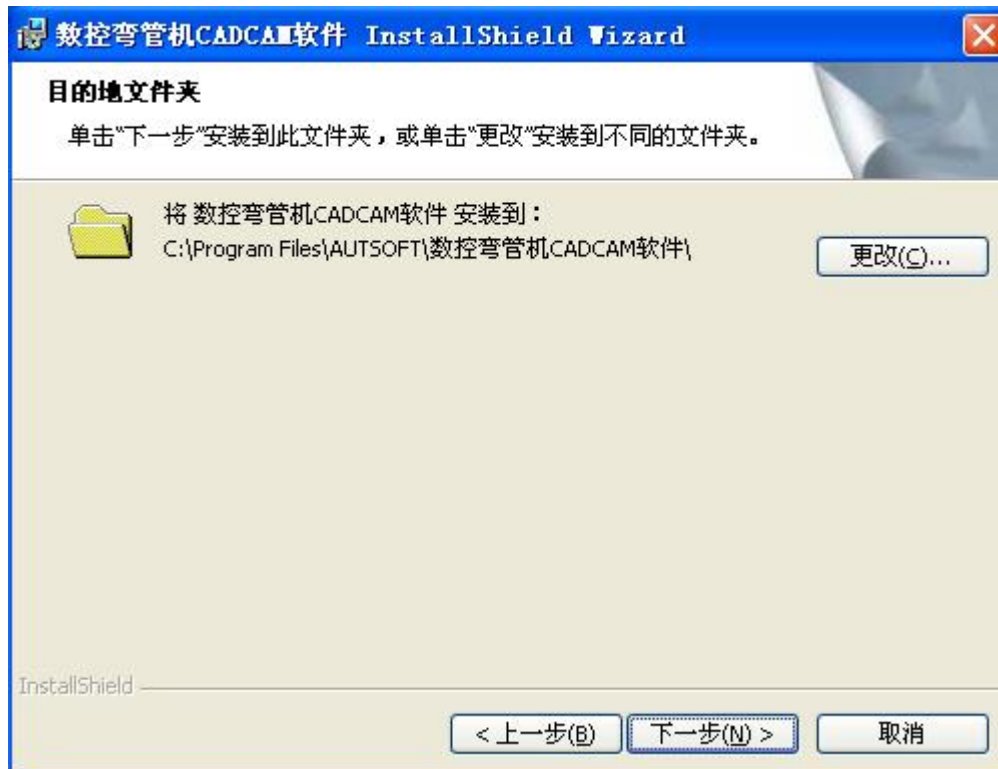 数控弯管机CADCAM软件 InstallShield Wizard
目的地文件夹
单击“下一步”安装到此文件夹，或单击“更改”安装到不同的文件夹。
将 数控弯管机CADCAM软件 安装到：
C:\Program Files\AUTSOFT\数控弯管机CADCAM软件\
更改(C)...
InstallShield
< 上一步(B)
下一步(N) >
取消